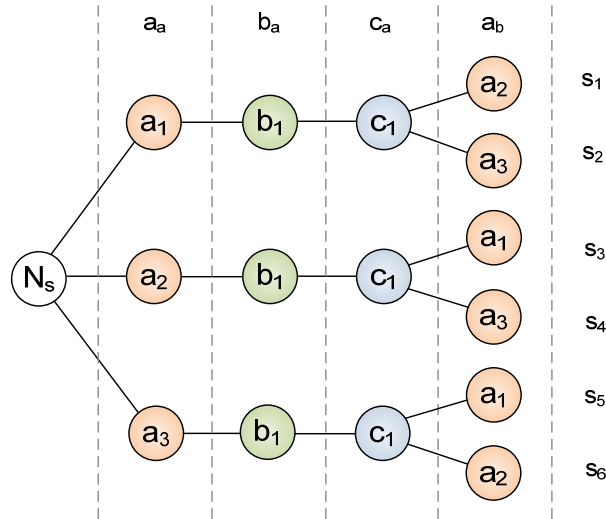 aₐ bₐ cₐ a_b
a₂ s₁
a₁ b₁ c₁
a₃ s₂
a₁ s₃
Nₛ a₂ b₁ c₁
a₃ s₄
a₁ s₅
a₃ b₁ c₁
a₂ s₆